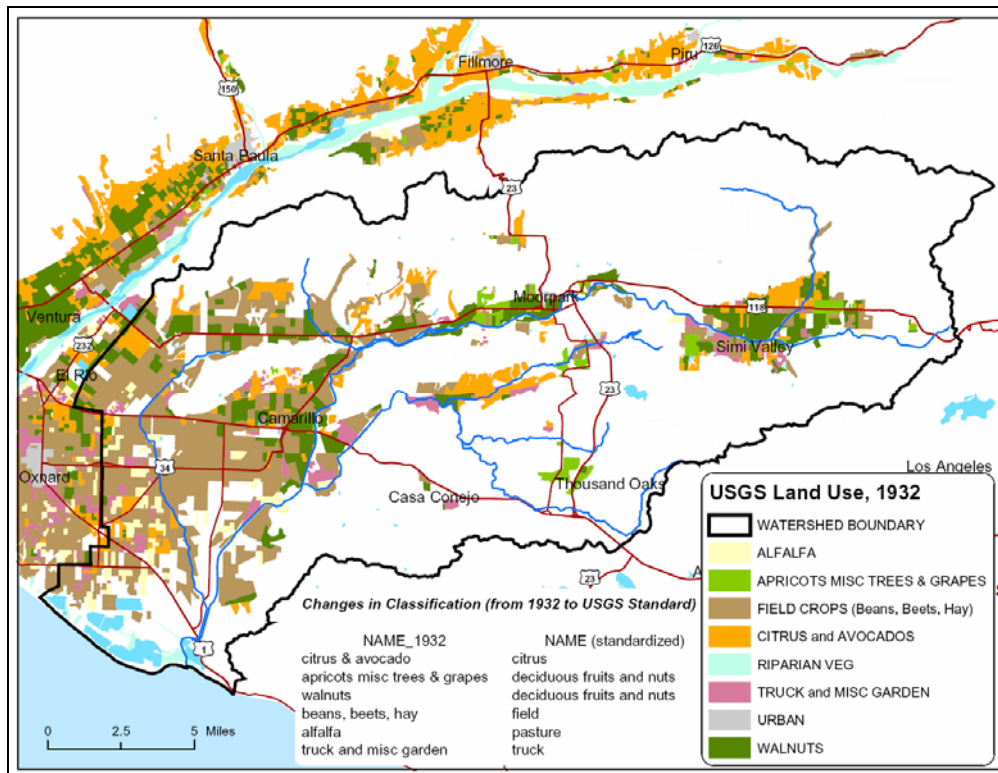 126
Piru
Fillmore
150
Santa Paula
23
Moorpark
118
Ventura
232
Simi Valley
El Rio
23
Camarillo
34
Los Angeles
Oxnard
Thousand Oaks
Casa Conejo
23
1
USGS Land Use, 1932
WATERSHED BOUNDARY
ALFALFA
APRICOTS MISC TREES & GRAPES
FIELD CROPS (Beans, Beets, Hay)
CITRUS and AVOCADOS
RIPARIAN VEG
TRUCK and MISC GARDEN
URBAN
WALNUTS
Changes in Classification (from 1932 to USGS Standard)
NAME_1932 NAME (standardized)
citrus & avocado citrus
apricots misc trees & grapes deciduous fruits and nuts
walnuts deciduous fruits and nuts
beans, beets, hay field
alfalfa pasture
truck and misc garden truck
0 2.5 5 Miles